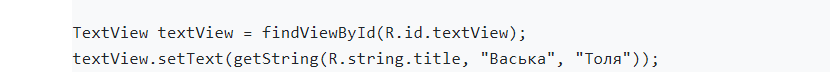 TextView textView = findViewById(R.id.textView);
textView.setText(getString(R.string.title, "Васька", "Толя"));